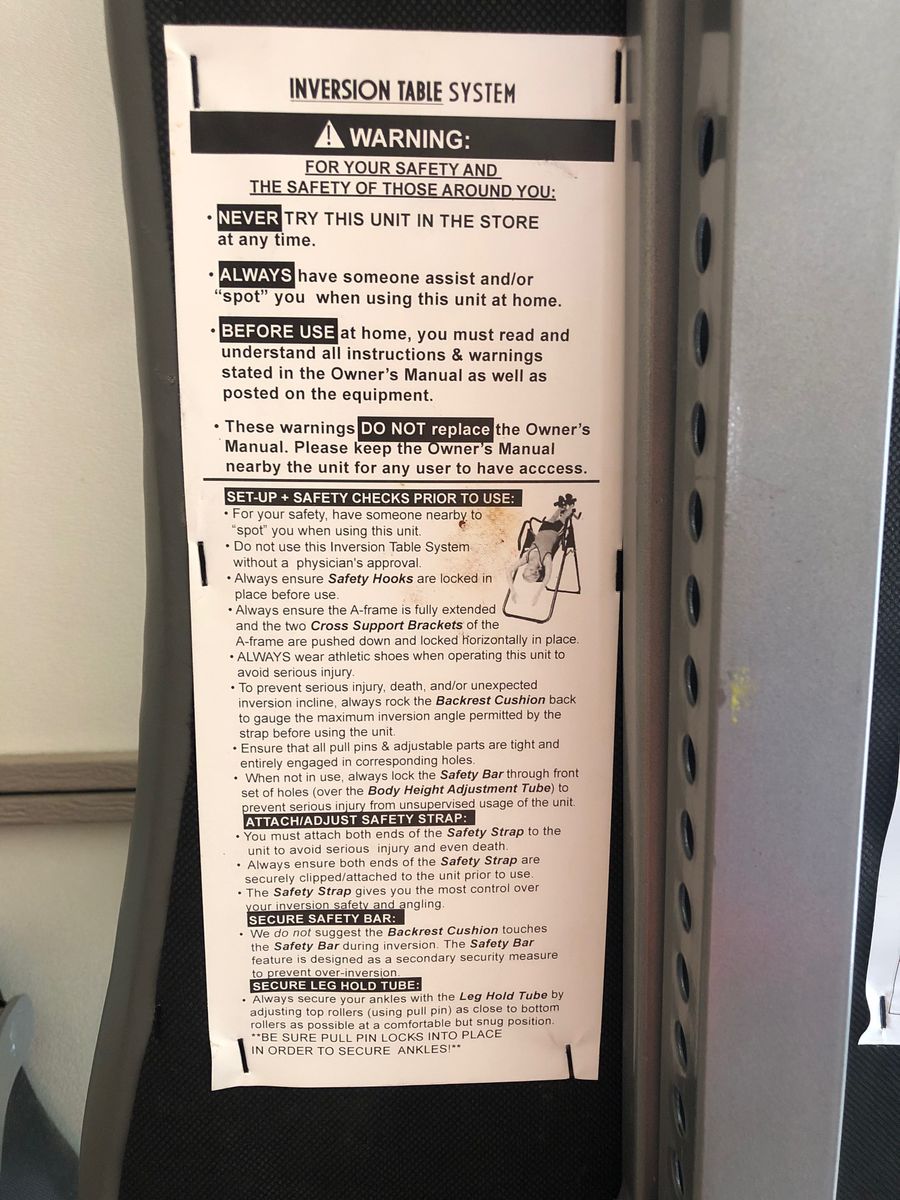 INVERSION TABLE SYSTEM
WARNING:
FOR YOUR SAFETY AND
THE SAFETY OF THOSE AROUND YOU:
• NEVER TRY THIS UNIT IN THE STORE
at any time.
• ALWAYS have someone assist and/or
“spot” you when using this unit at home.
• BEFORE USE at home, you must read and
understand all instructions & warnings
stated in the Owner’s Manual as well as
posted on the equipment.
• These warnings DO NOT replace the Owner’s
Manual. Please keep the Owner’s Manual
nearby the unit for any user to have acccess.
SET-UP + SAFETY CHECKS PRIOR TO USE:
• For your safety, have someone nearby to
“spot” you when using this unit.
• Do not use this Inversion Table System
without a physician’s approval.
• Always ensure Safety Hooks are locked in
place before use.
• Always ensure the A-frame is fully extended
and the two Cross Support Brackets of the
A-frame are pushed down and locked horizontally in place.
• ALWAYS wear athletic shoes when operating this unit to
avoid serious injury.
• To prevent serious injury, death, and/or unexpected
inversion incline, always rock the Backrest Cushion back
to gauge the maximum inversion angle permitted by the
strap before using the unit.
• Ensure that all pull pins & adjustable parts are tight and
entirely engaged in corresponding holes.
• When not in use, always lock the Safety Bar through front
set of holes (over the Body Height Adjustment Tube) to
prevent serious injury from unsupervised usage of the unit.
ATTACH/ADJUST SAFETY STRAP:
• You must attach both ends of the Safety Strap to the
unit to avoid serious injury and even death.
• Always ensure both ends of the Safety Strap are
securely clipped/attached to the unit prior to use.
• The Safety Strap gives you the most control over
your inversion safety and angling.
SECURE SAFETY BAR:
• We do not suggest the Backrest Cushion touches
the Safety Bar during inversion. The Safety Bar
feature is designed as a secondary security measure
to prevent over-inversion.
SECURE LEG HOLD TUBE:
• Always secure your ankles with the Leg Hold Tube by
adjusting top rollers (using pull pin) as close to bottom
rollers as possible at a comfortable but snug position.
**BE SURE PULL PIN LOCKS INTO PLACE
IN ORDER TO SECURE ANKLES!**